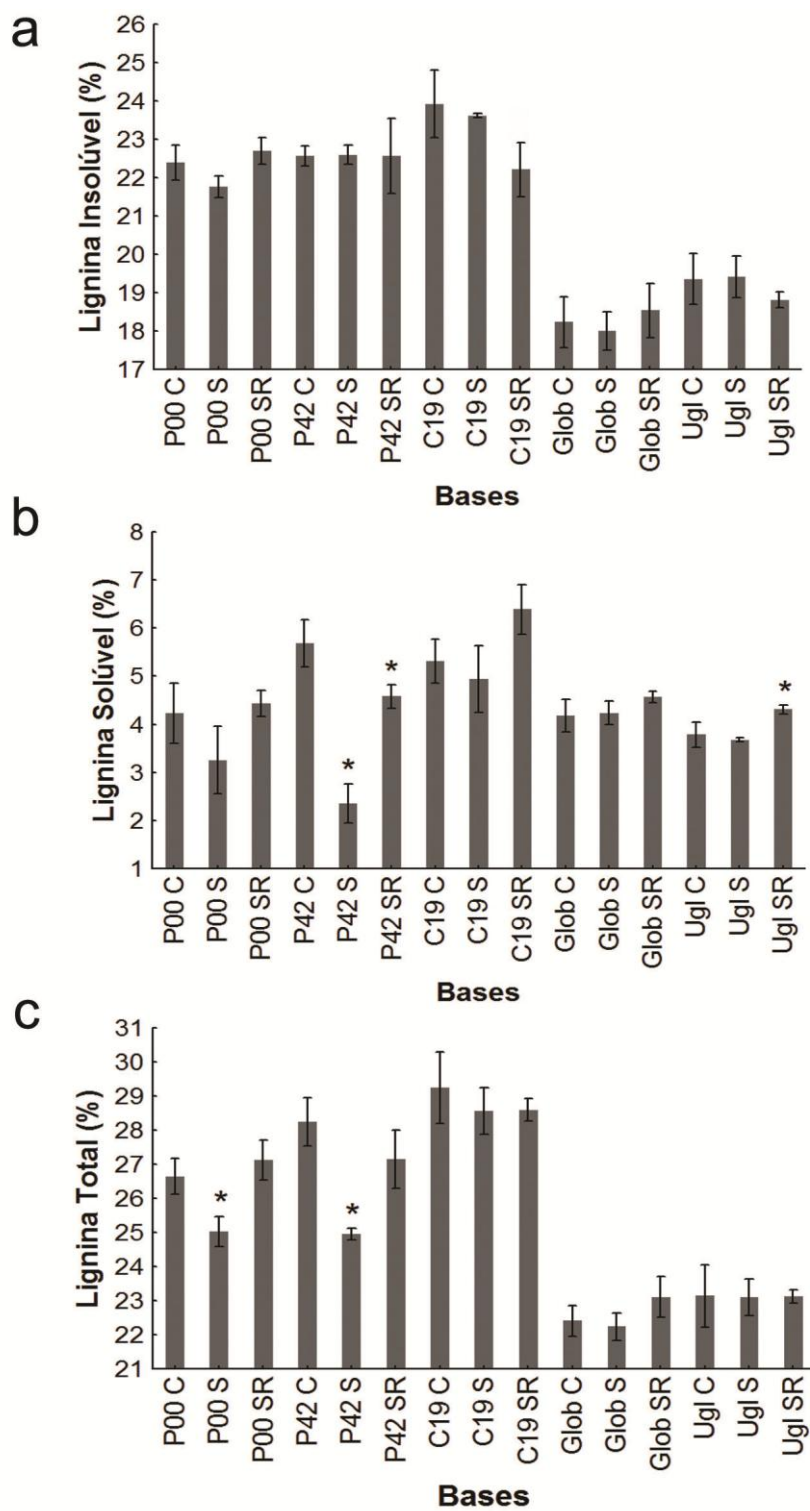 a
Lignina Insolúvel (%)
26
25
24
23
22
21
20
19
18
17
P00 C
P00 S
P00 SR
P42 C
P42 S
P42 SR
C19 C
C19 S
C19 SR
Glob C
Glob S
Glob SR
Ugl C
Ugl S
Ugl SR
Bases
b
Lignina Solúvel (%)
8
7
6
5
4
3
2
1
*
*
*
P00 C
P00 S
P00 SR
P42 C
P42 S
P42 SR
C19 C
C19 S
C19 SR
Glob C
Glob S
Glob SR
Ugl C
Ugl S
Ugl SR
Bases
c
Lignina Total (%)
31
30
29
28
27
26
25
24
23
22
21
*
*
P00 C
P00 S
P00 SR
P42 C
P42 S
P42 SR
C19 C
C19 S
C19 SR
Glob C
Glob S
Glob SR
Ugl C
Ugl S
Ugl SR
Bases